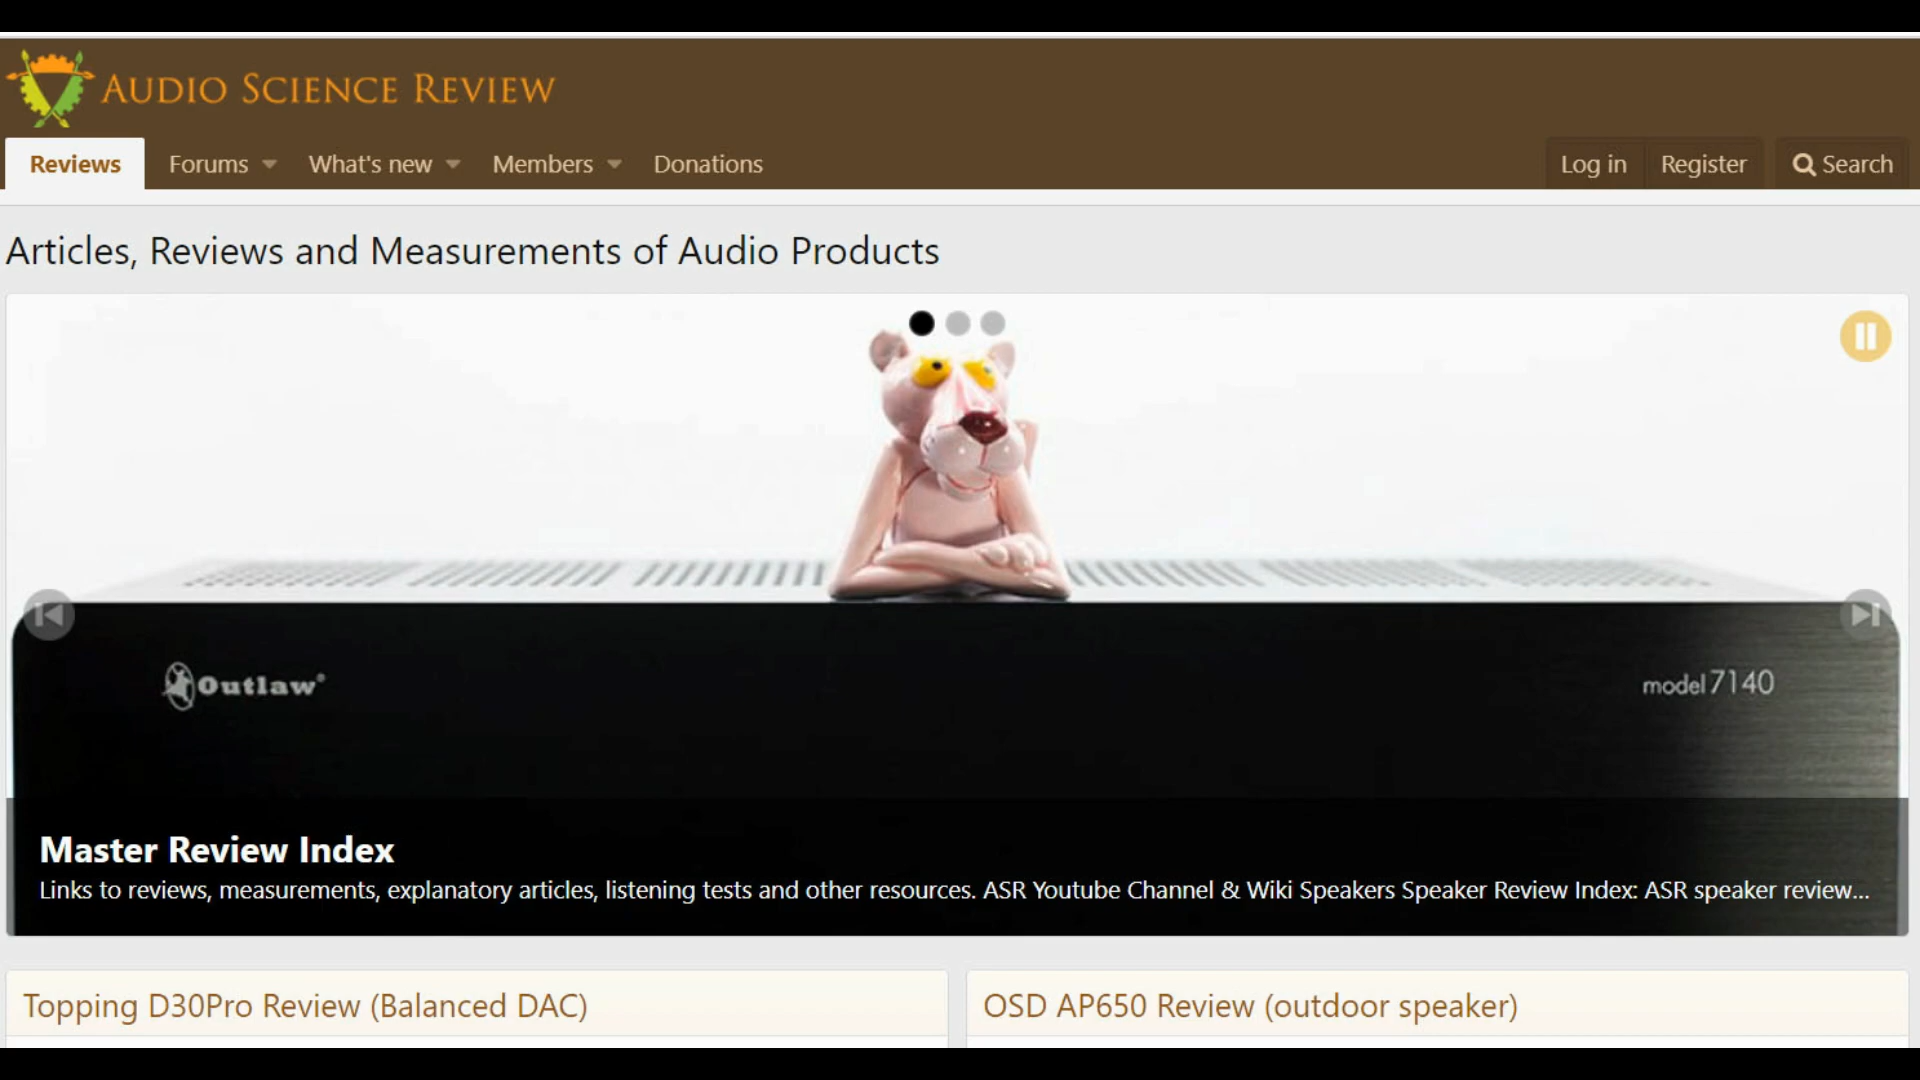 AUDIO SCIENCE REVIEW
Reviews Forums What's new Members Donations Log in Register Search
Articles, Reviews and Measurements of Audio Products
Outlaw® model 7140
Master Review Index
Links to reviews, measurements, explanatory articles, listening tests and other resources. ASR Youtube Channel & Wiki Speakers Speaker Review Index: ASR speaker review...
Topping D30Pro Review (Balanced DAC)
OSD AP650 Review (outdoor speaker)